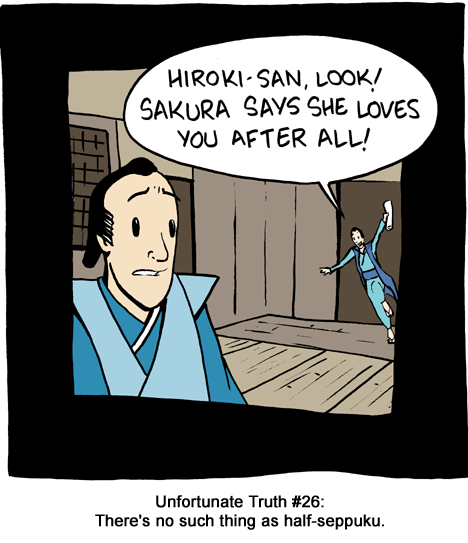 HIROKI-SAN, LOOK!
SAKURA SAYS SHE LOVES
YOU AFTER ALL!
Unfortunate Truth #26:
There's no such thing as half-seppuku.